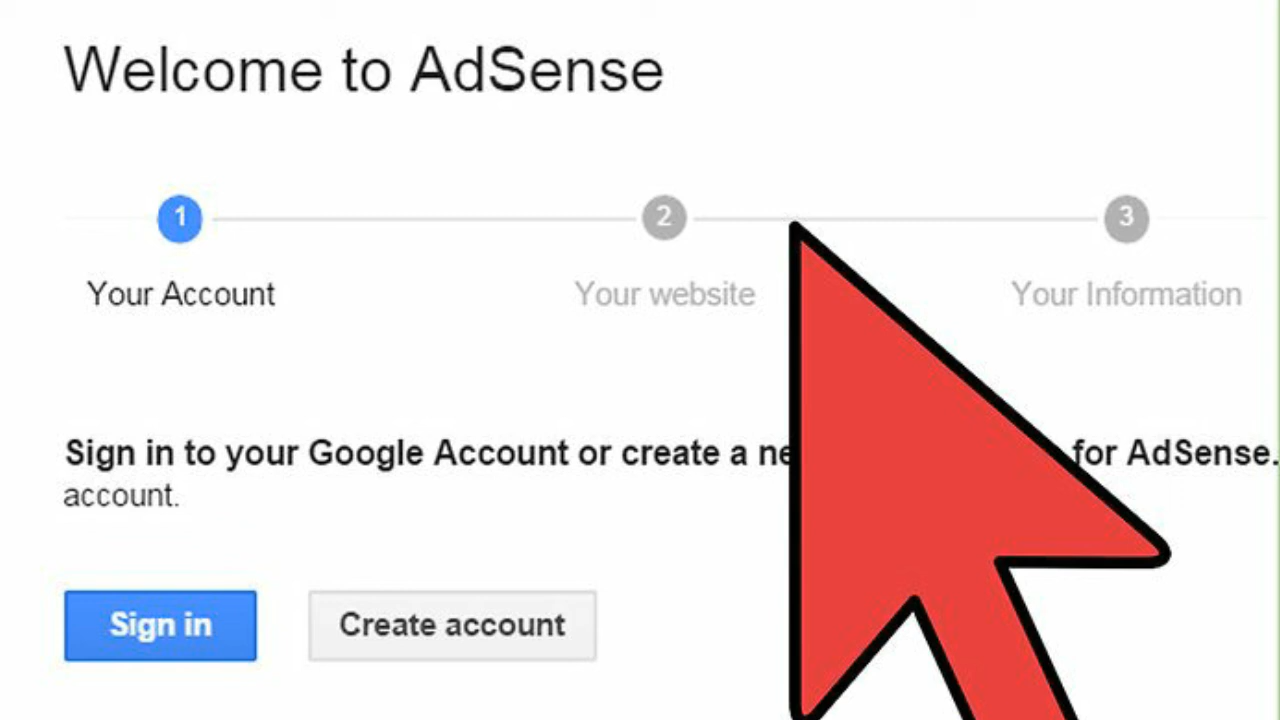 Welcome to AdSense
1 2 3
Your Account Your website Your Information
Sign in to your Google Account or create a for AdSense.
account.
Sign in Create account